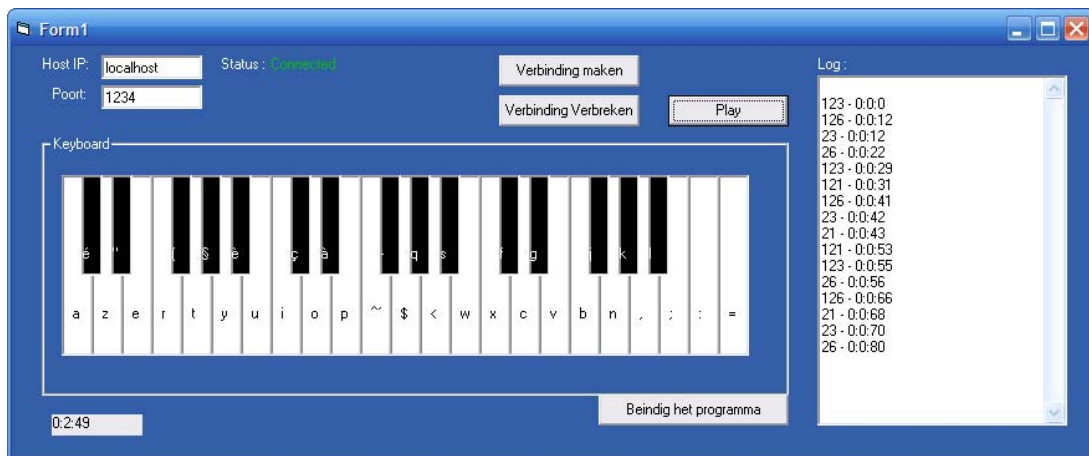 Form1
Host IP: localhost Status : Connected
Poort: 1234
Verbinding maken
Verbinding Verbreken Play
Keyboard
é " ( § è ç à - q s f g j k l
a z e r t y u i o p ^~ $ < w x c v b n , ; : =
Beindig het programma
0:2:49
Log :
123 - 0:0:0
126 - 0:0:12
23 - 0:0:12
26 - 0:0:22
123 - 0:0:29
121 - 0:0:31
126 - 0:0:41
23 - 0:0:42
21 - 0:0:43
121 - 0:0:53
123 - 0:0:55
26 - 0:0:56
126 - 0:0:66
21 - 0:0:68
23 - 0:0:70
26 - 0:0:80